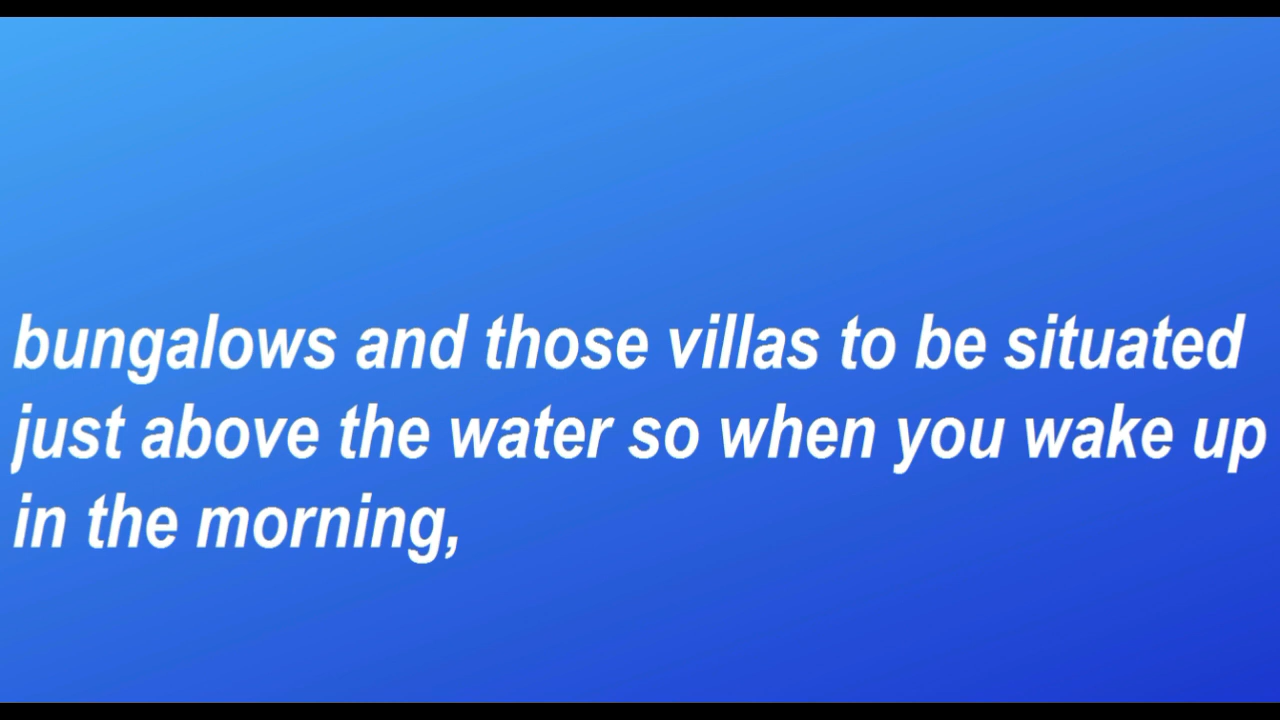 bungalows and those villas to be situated
just above the water so when you wake up
in the morning,